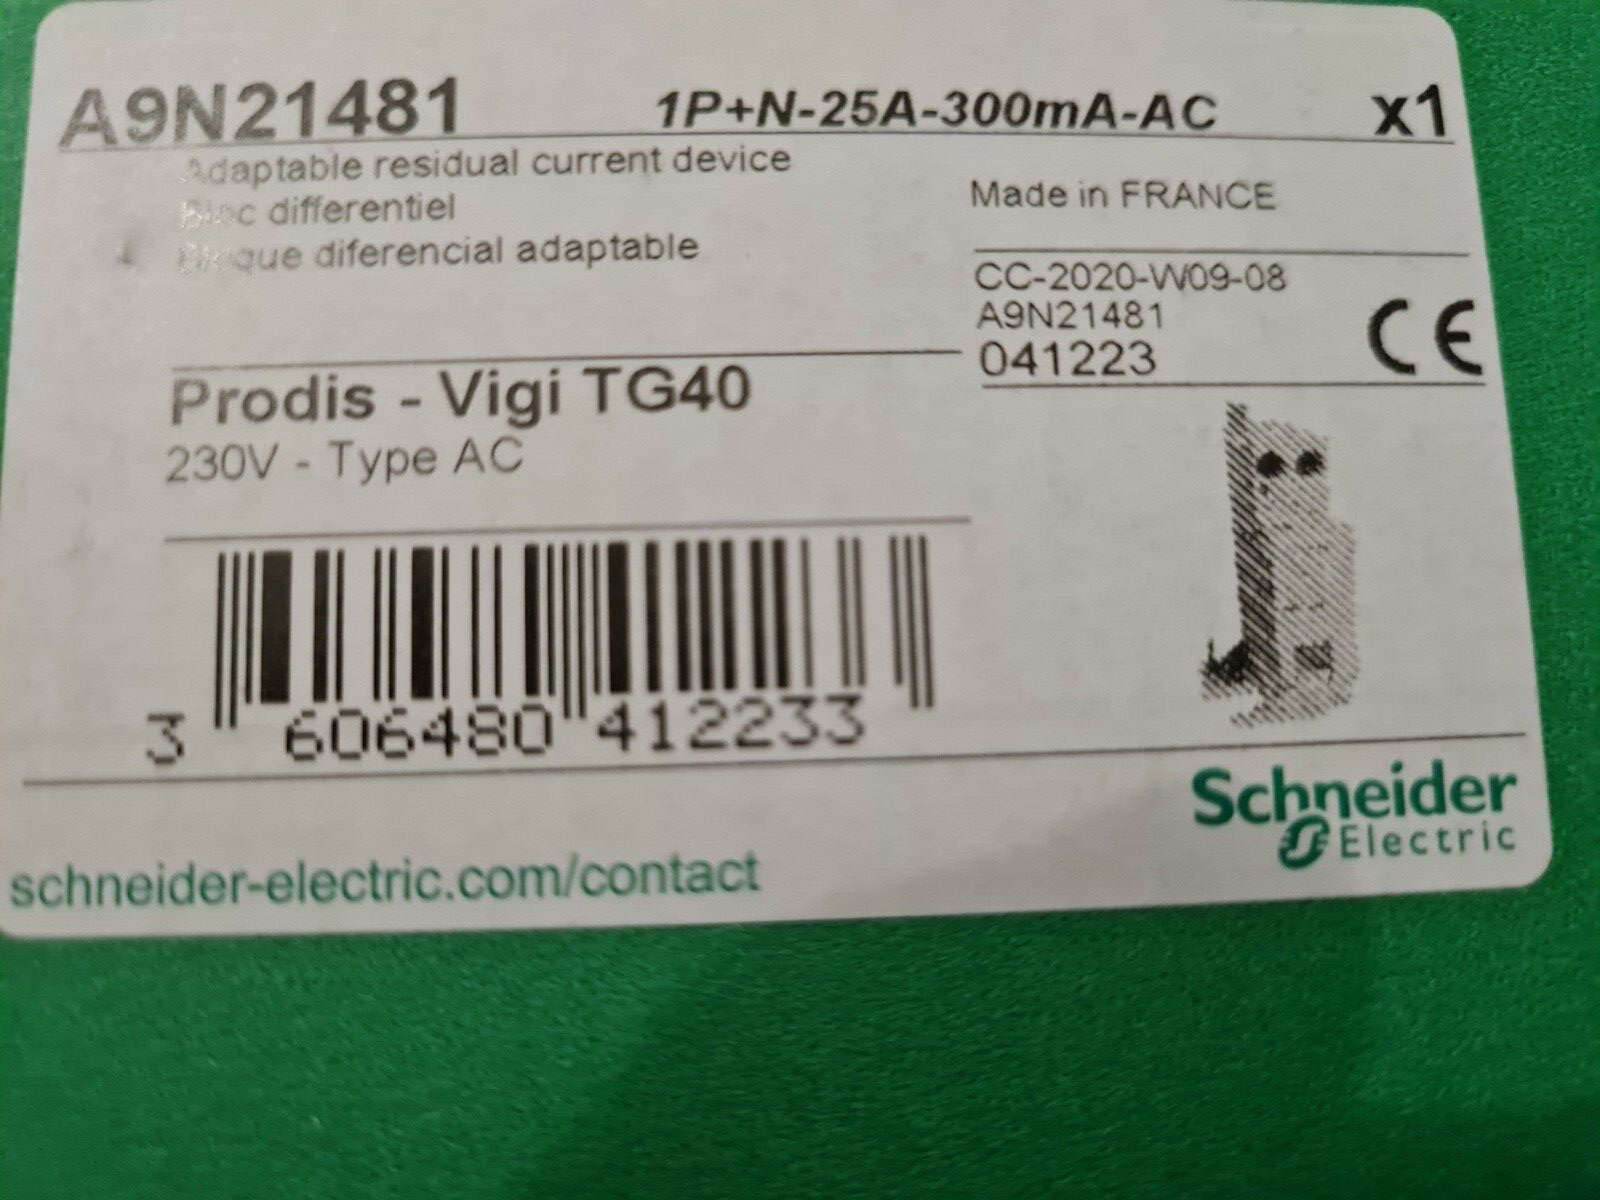 A9N21481 1P+N-25A-300mA-AC x1
Adaptable residual current device
Bloc differentiel
Bloque diferencial adaptable
Made in FRANCE
CC-2020-W09-08
A9N21481
041223
CE
Prodis - Vigi TG40
230V - Type AC
3 606480 412233
Schneider
Electric
schneider-electric.com/contact